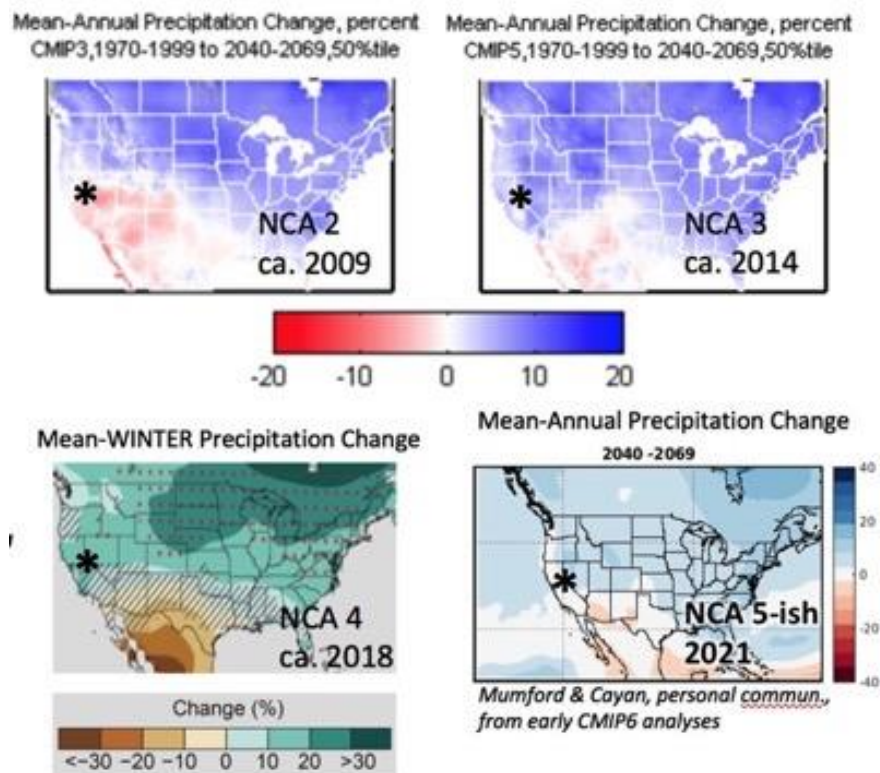 Mean-Annual Precipitation Change, percent
CMIP3,1970-1999 to 2040-2069,50%tile
*
NCA 2
ca. 2009
Mean-Annual Precipitation Change, percent
CMIP5,1970-1999 to 2040-2069,50%tile
*
NCA 3
ca. 2014
-20 -10 0 10 20
Mean-WINTER Precipitation Change
*
NCA 4
ca. 2018
Change (%)
<-30 -20 -10 0 10 20 >30
Mean-Annual Precipitation Change
2040 -2069
*
NCA 5-ish
2021
40
20
0
-20
-40
Mumford & Cayan, personal commun.,
from early CMIP6 analyses